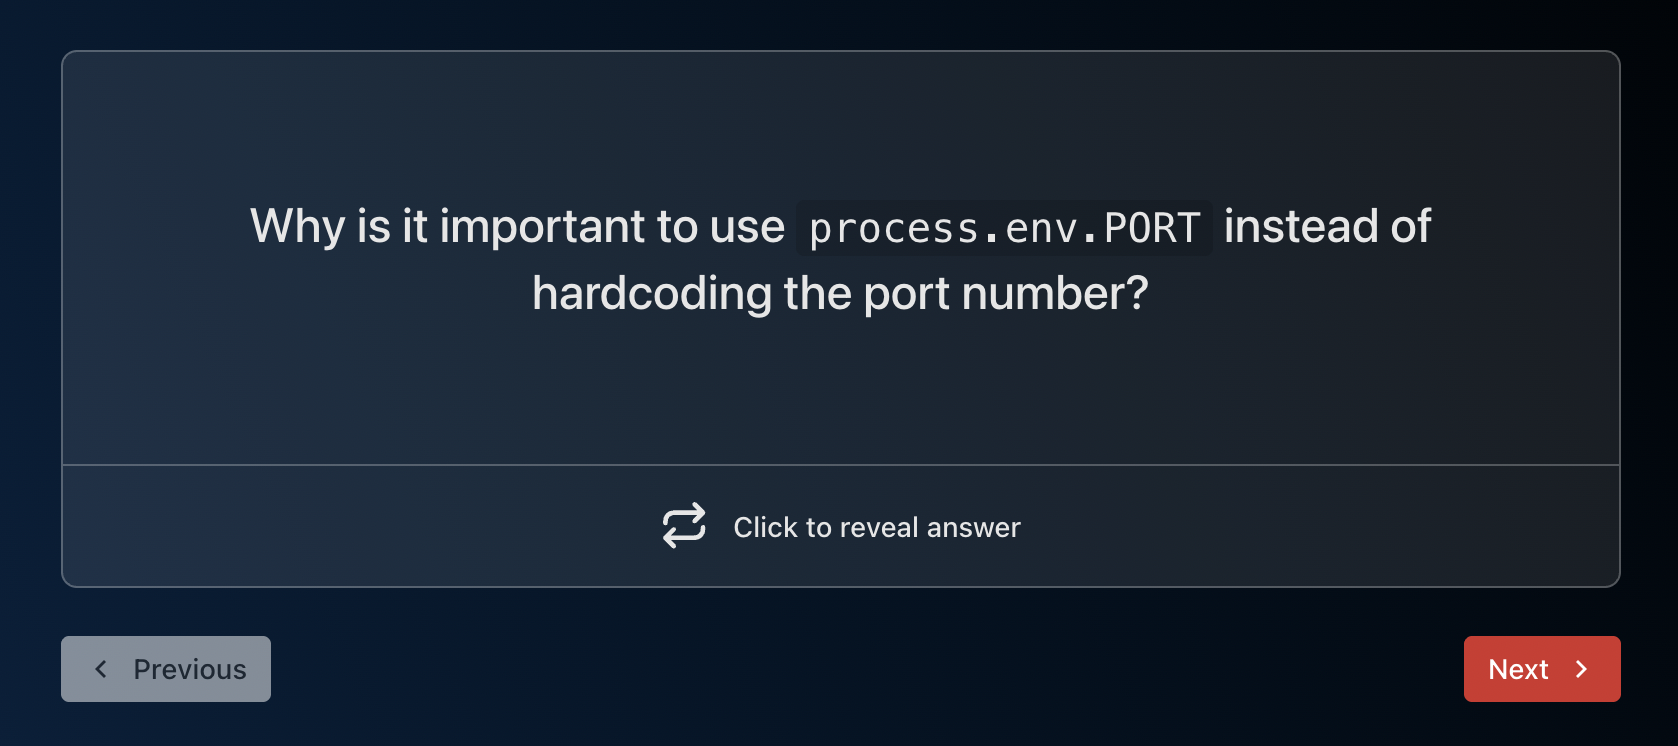 Why is it important to use process.env.PORT instead of
hardcoding the port number?
Click to reveal answer
Previous
Next